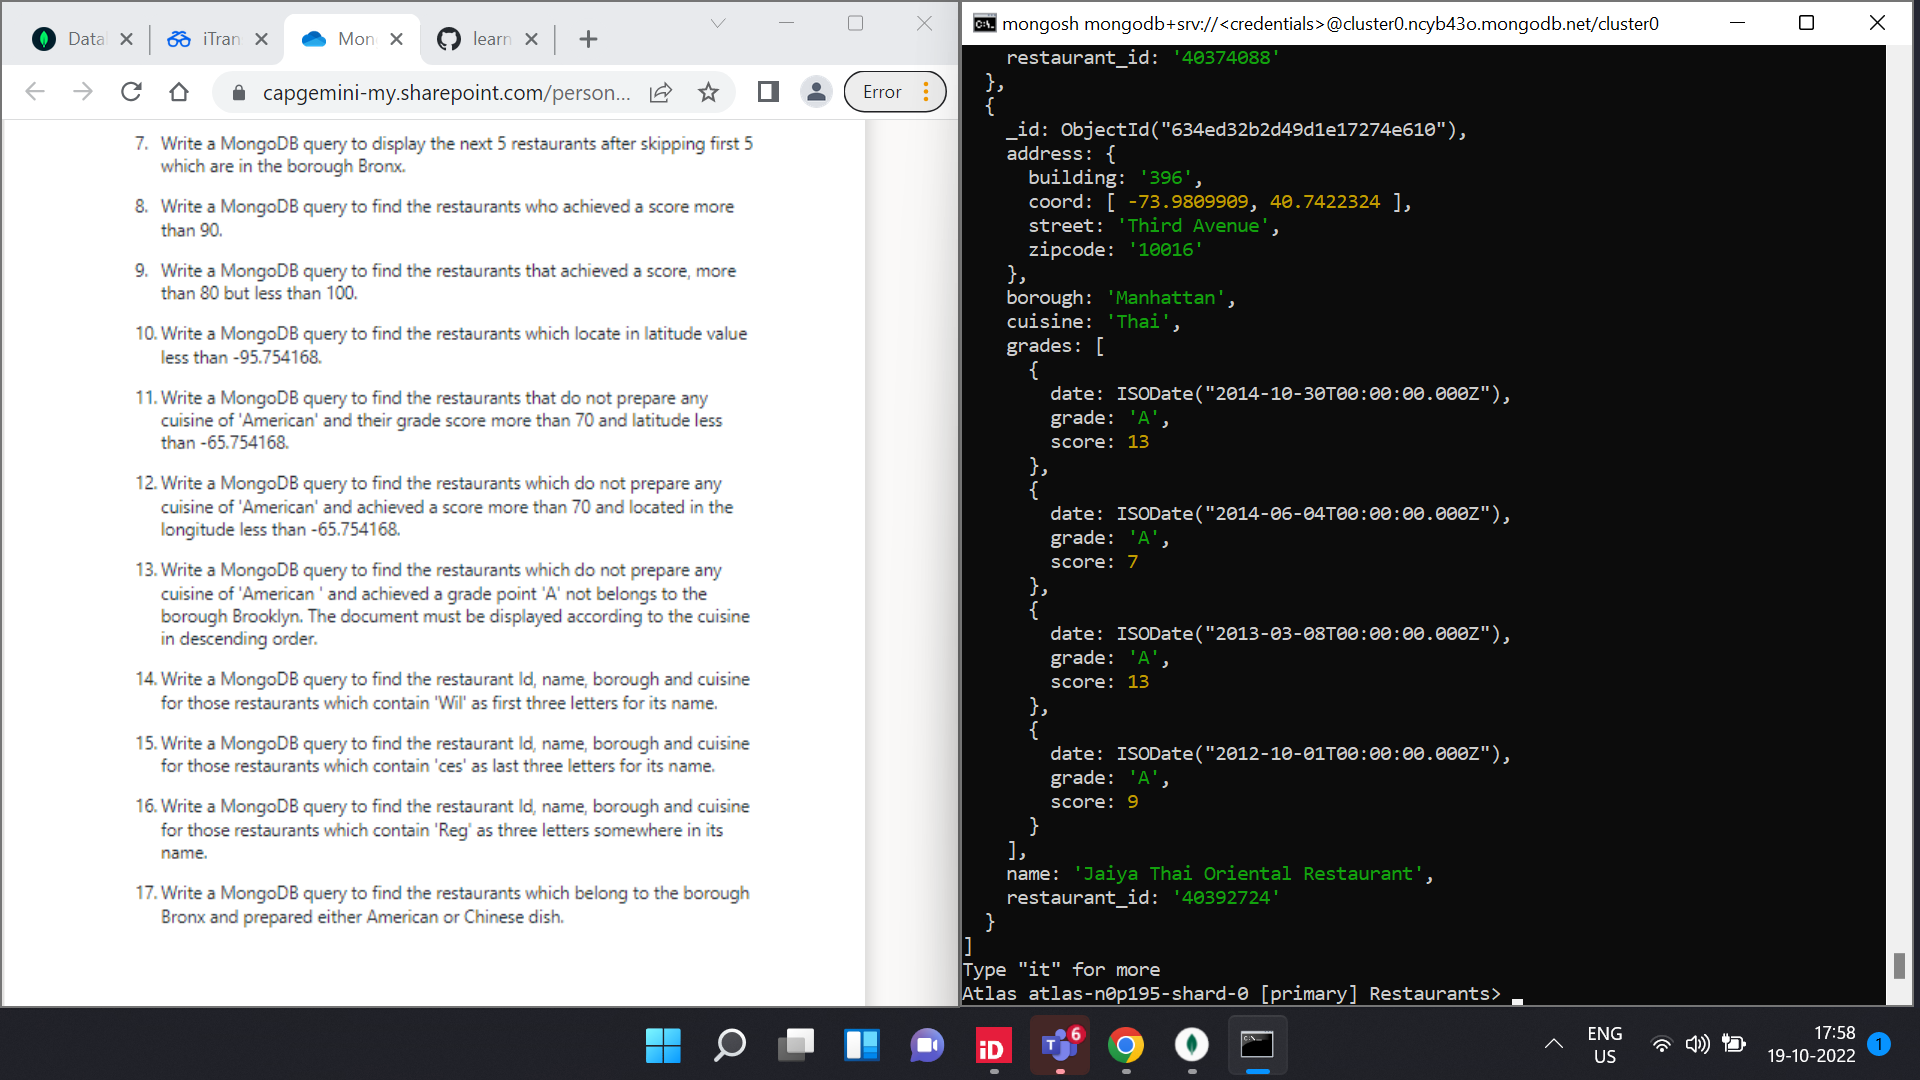 Datal
iTran
Mon
learn
capgemini-my.sharepoint.com/person...
Error
7. Write a MongoDB query to display the next 5 restaurants after skipping first 5
which are in the borough Bronx.
8. Write a MongoDB query to find the restaurants who achieved a score more
than 90.
9. Write a MongoDB query to find the restaurants that achieved a score, more
than 80 but less than 100.
10. Write a MongoDB query to find the restaurants which locate in latitude value
less than -95.754168.
11. Write a MongoDB query to find the restaurants that do not prepare any
cuisine of 'American' and their grade score more than 70 and latitude less
than -65.754168.
12. Write a MongoDB query to find the restaurants which do not prepare any
cuisine of 'American' and achieved a score more than 70 and located in the
longitude less than -65.754168.
13. Write a MongoDB query to find the restaurants which do not prepare any
cuisine of 'American ' and achieved a grade point 'A' not belongs to the
borough Brooklyn. The document must be displayed according to the cuisine
in descending order.
14. Write a MongoDB query to find the restaurant Id, name, borough and cuisine
for those restaurants which contain 'Wil' as first three letters for its name.
15. Write a MongoDB query to find the restaurant Id, name, borough and cuisine
for those restaurants which contain 'ces' as last three letters for its name.
16. Write a MongoDB query to find the restaurant Id, name, borough and cuisine
for those restaurants which contain 'Reg' as three letters somewhere in its
name.
17. Write a MongoDB query to find the restaurants which belong to the borough
Bronx and prepared either American or Chinese dish.
mongosh mongodb+srv://<credentials>@cluster0.ncyb43o.mongodb.net/cluster0
restaurant_id: '40374088'
},
{
_id: ObjectId("634ed32b2d49d1e17274e610"),
address: {
building: '396',
coord: [ -73.9809909, 40.7422324 ],
street: 'Third Avenue',
zipcode: '10016'
},
borough: 'Manhattan',
cuisine: 'Thai',
grades: [
{
date: ISODate("2014-10-30T00:00:00.000Z"),
grade: 'A',
score: 13
},
{
date: ISODate("2014-06-04T00:00:00.000Z"),
grade: 'A',
score: 7
},
{
date: ISODate("2013-03-08T00:00:00.000Z"),
grade: 'A',
score: 13
},
{
date: ISODate("2012-10-01T00:00:00.000Z"),
grade: 'A',
score: 9
}
],
name: 'Jaiya Thai Oriental Restaurant',
restaurant_id: '40392724'
}
]
Type "it" for more
Atlas atlas-n0p195-shard-0 [primary] Restaurants>
iD
T
6
ENG
US
17:58
19-10-2022
1